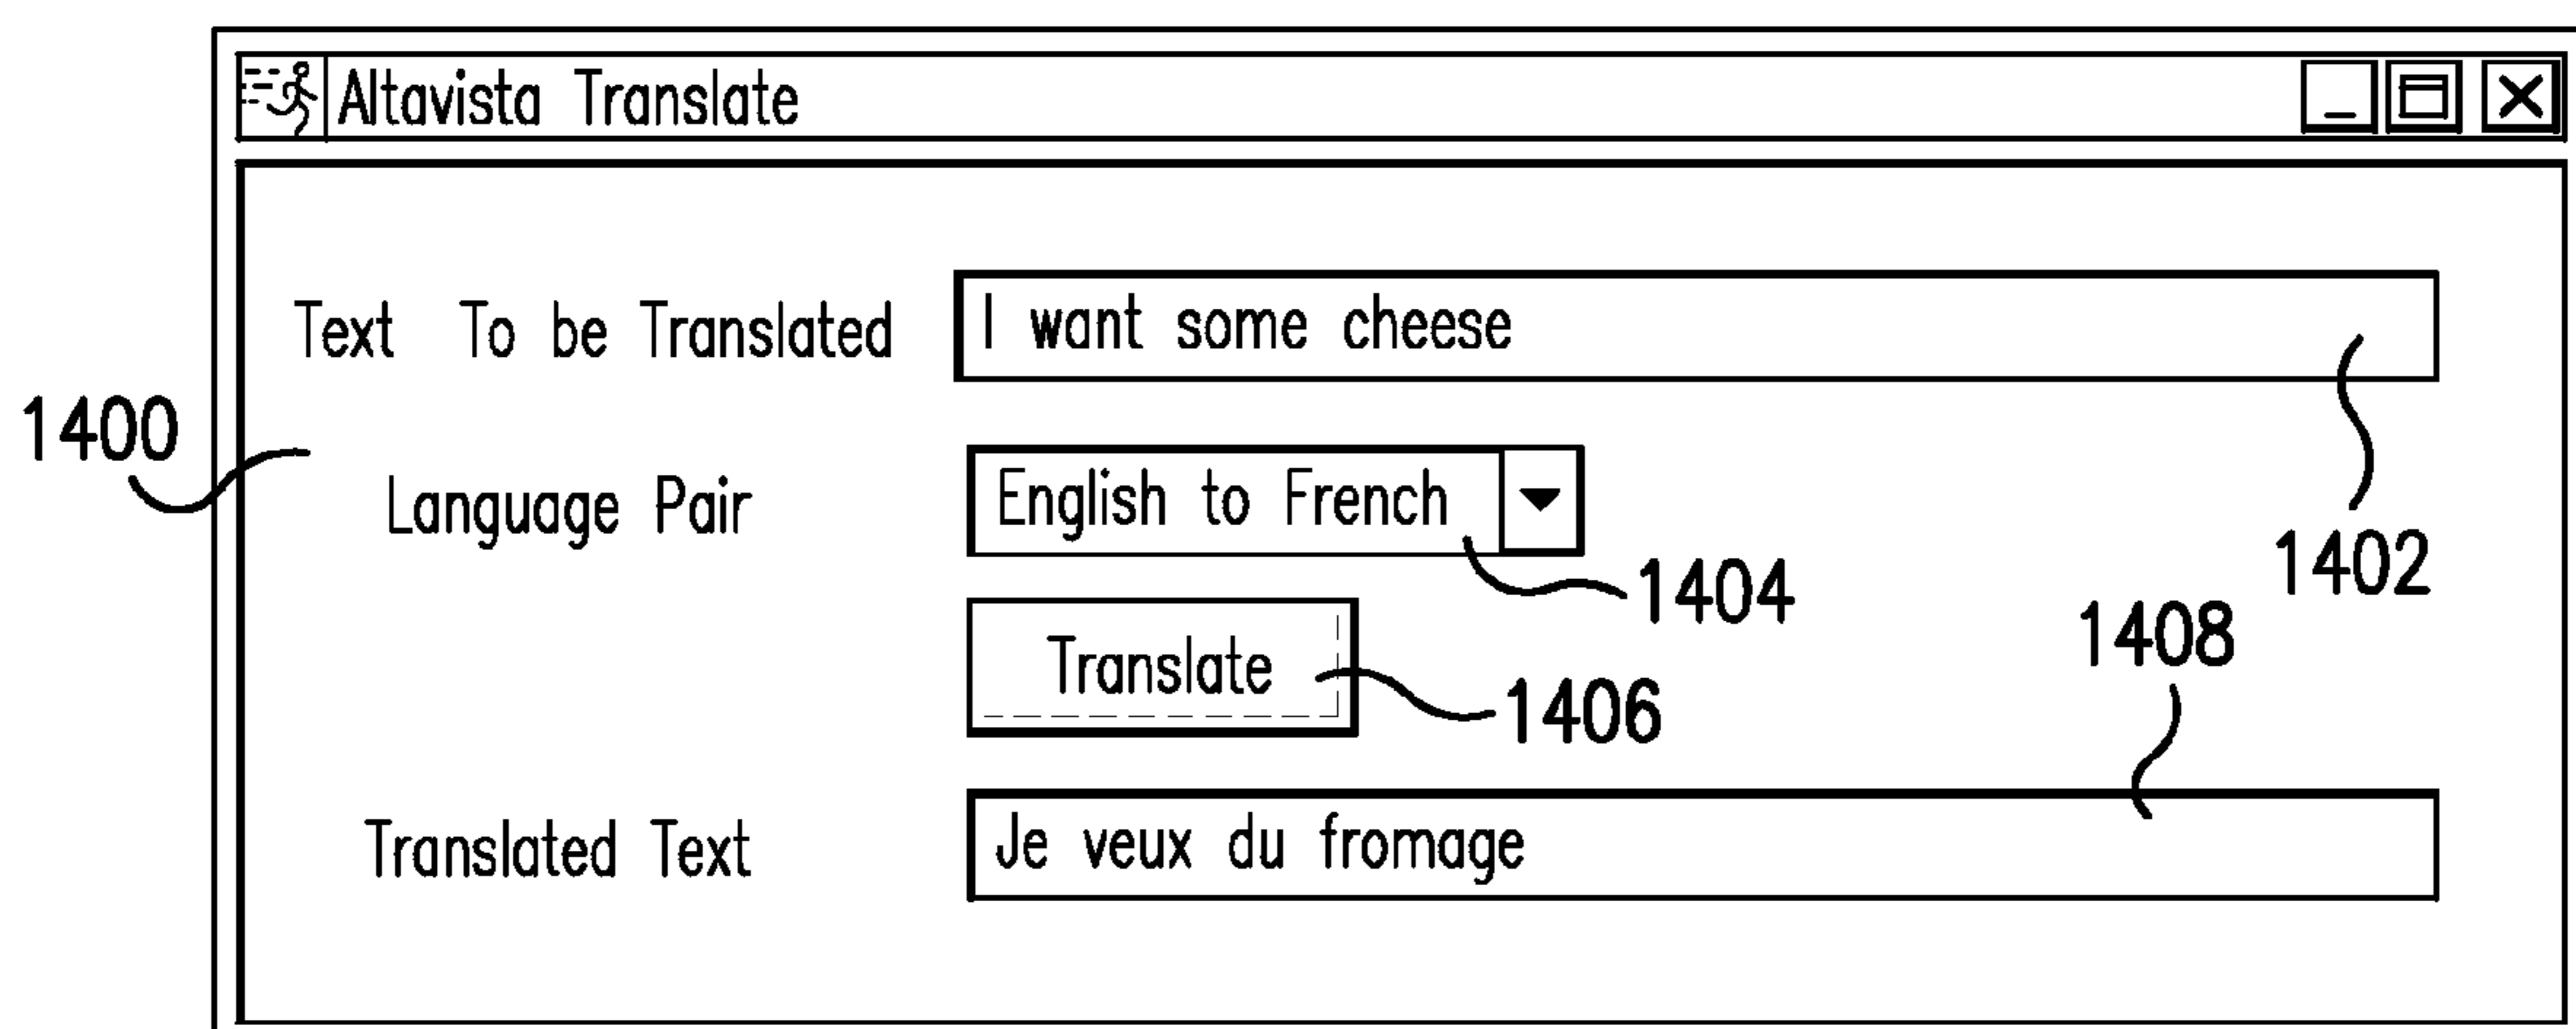 Altavista Translate
Text To be Translated I want some cheese
1400
Language Pair English to French
1402
1404
1408
Translate
1406
Translated Text Je veux du fromage